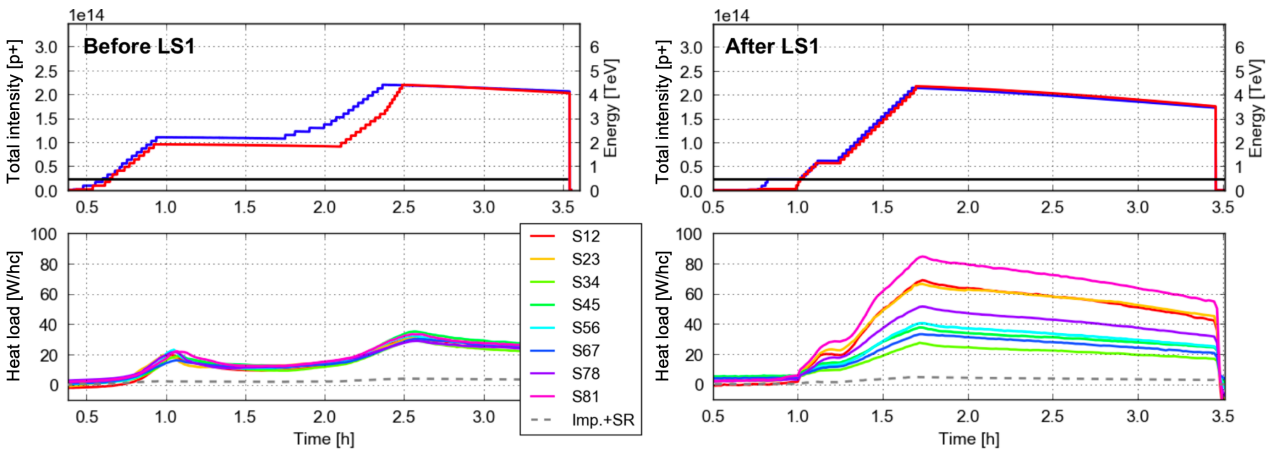 1e14
Before LS1
Total intensity [p+]
3.0
2.5
2.0
1.5
1.0
0.5
0.0
6
5
4
3
2
1
0
Energy [TeV]
0.5 1.0 1.5 2.0 2.5 3.0 3.5
1e14
After LS1
Total intensity [p+]
3.0
2.5
2.0
1.5
1.0
0.5
0.0
6
5
4
3
2
1
0
Energy [TeV]
0.5 1.0 1.5 2.0 2.5 3.0 3.5
Heat load [W/hc]
100
80
60
40
20
0
0.5 1.0 1.5 2.0 2.5 3.0
Time [h]
S12
S23
S34
S45
S56
S67
S78
S81
Imp.+SR
Heat load [W/hc]
100
80
60
40
20
0
0.5 1.0 1.5 2.0 2.5 3.0 3.5
Time [h]